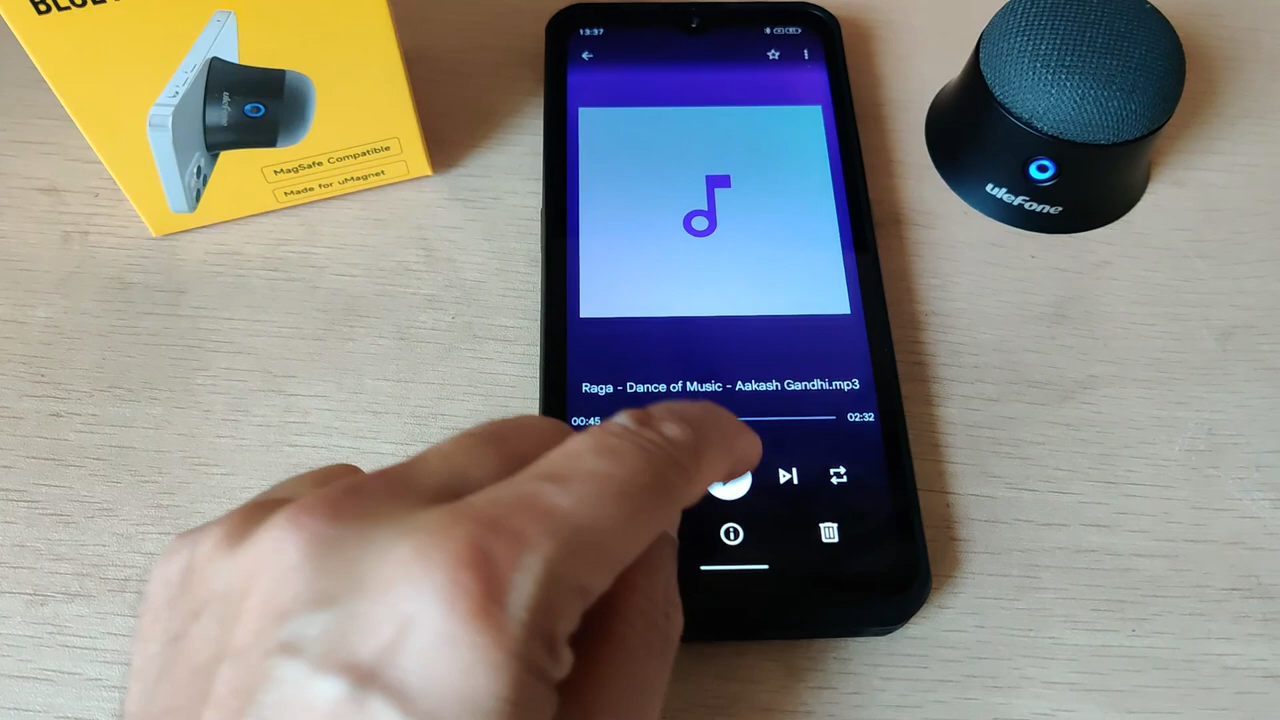 ulefone
MagSafe Compatible
Made for uMagnet
13:37
Raga - Dance of Music - Aakash Gandhi.mp3
00:45
02:32
uleFone